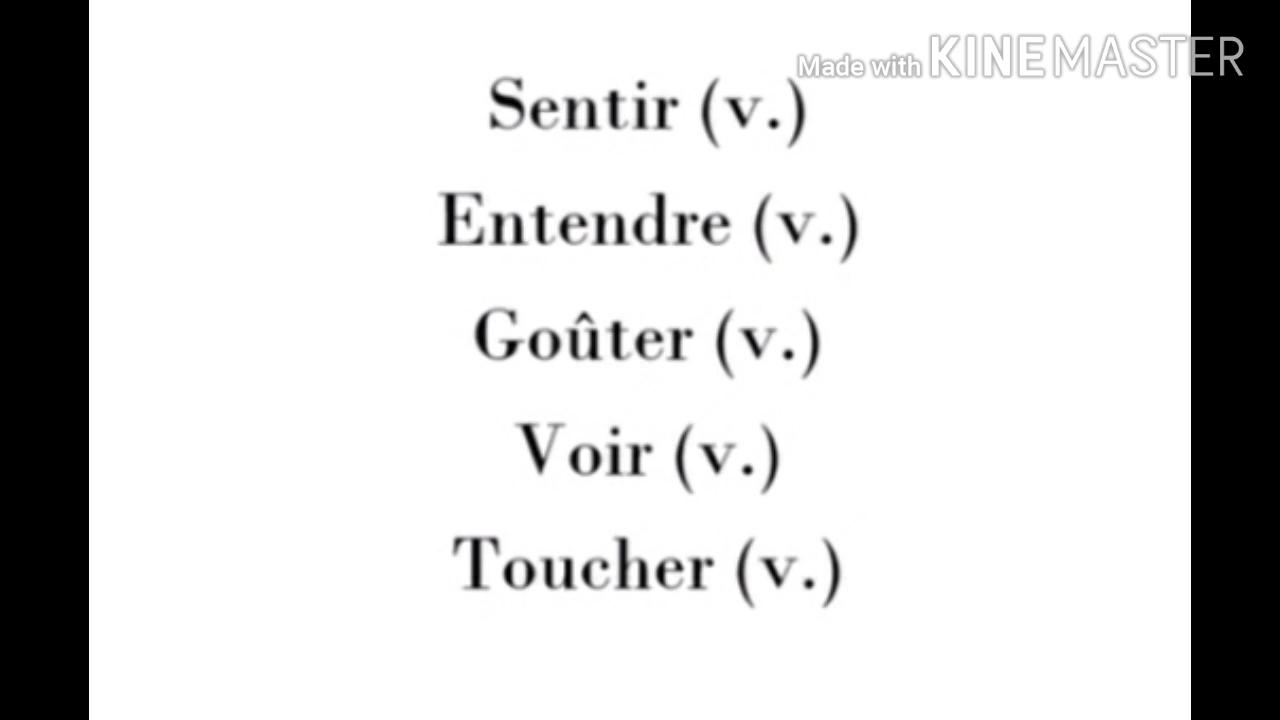 Made with KINEMASTER
Sentir (v.)
Entendre (v.)
Goûter (v.)
Voir (v.)
Toucher (v.)